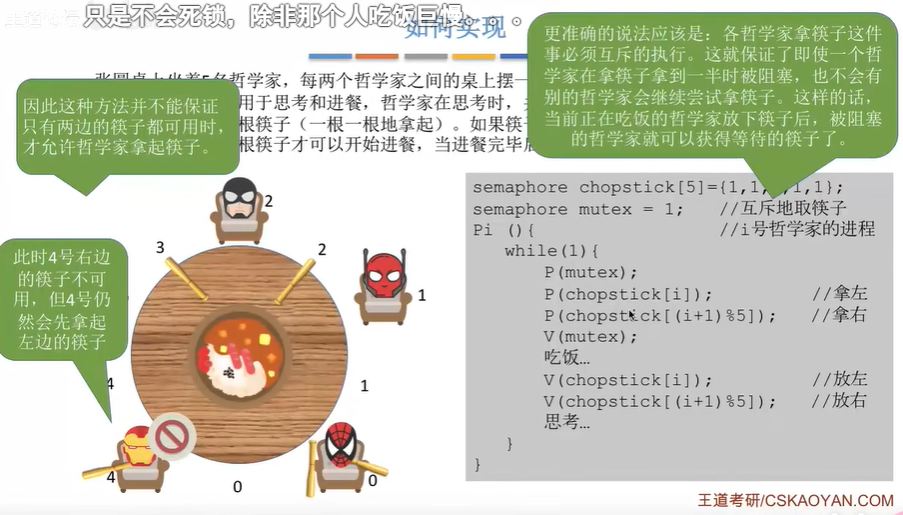 只是不会死锁，除非那个人吃饭巨慢。。。
如何实现
张圆桌上坐着5名哲学家，每两个哲学家之间的桌上摆一
用于思考和进餐，哲学家在思考时，
根筷子（一根一根地拿起）。如果筷子
根筷子才可以开始进餐，当进餐完毕后
因此这种方法并不能保证
只有两边的筷子都可用时，
才允许哲学家拿起筷子。
更准确的说法应该是：各哲学家拿筷子这件
事必须互斥的执行。这就保证了即使一个哲
学家在拿筷子拿到一半时被阻塞，也不会有
别的哲学家会继续尝试拿筷子。这样的话，
当前正在吃饭的哲学家放下筷子后，被阻塞
的哲学家就可以获得等待的筷子了。
此时4号右边
的筷子不可
用，但4号仍
然会先拿起
左边的筷子
2
3
2
1
4
1
4
0
0
semaphore chopstick[5]={1,1,1,1,1};
semaphore mutex = 1; //互斥地取筷子
Pi (){ //i号哲学家的进程
while(1){
P(mutex);
P(chopstick[i]); //拿左
P(chopstick[(i+1)%5]); //拿右
V(mutex);
吃饭…
V(chopstick[i]); //放左
V(chopstick[(i+1)%5]); //放右
思考…
}
}
王道考研/CSKAOYAN.COM